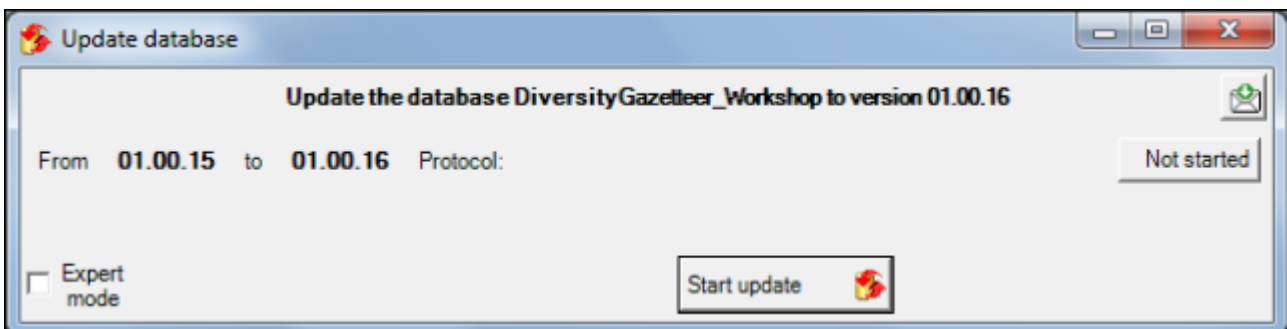 Update database
Update the database DiversityGazetteer_Workshop to version 01.00.16
From 01.00.15 to 01.00.16 Protocol: Not started
Expert
mode
Start update